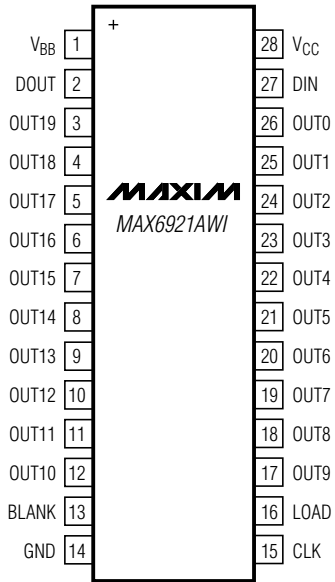 +
VBB 1 28 VCC
DOUT 2 27 DIN
OUT19 3 26 OUT0
OUT18 4 25 OUT1
OUT17 5 MAXIM 24 OUT2
OUT16 6 MAX6921AWI 23 OUT3
OUT15 7 22 OUT4
OUT14 8 21 OUT5
OUT13 9 20 OUT6
OUT12 10 19 OUT7
OUT11 11 18 OUT8
OUT10 12 17 OUT9
BLANK 13 16 LOAD
GND 14 15 CLK